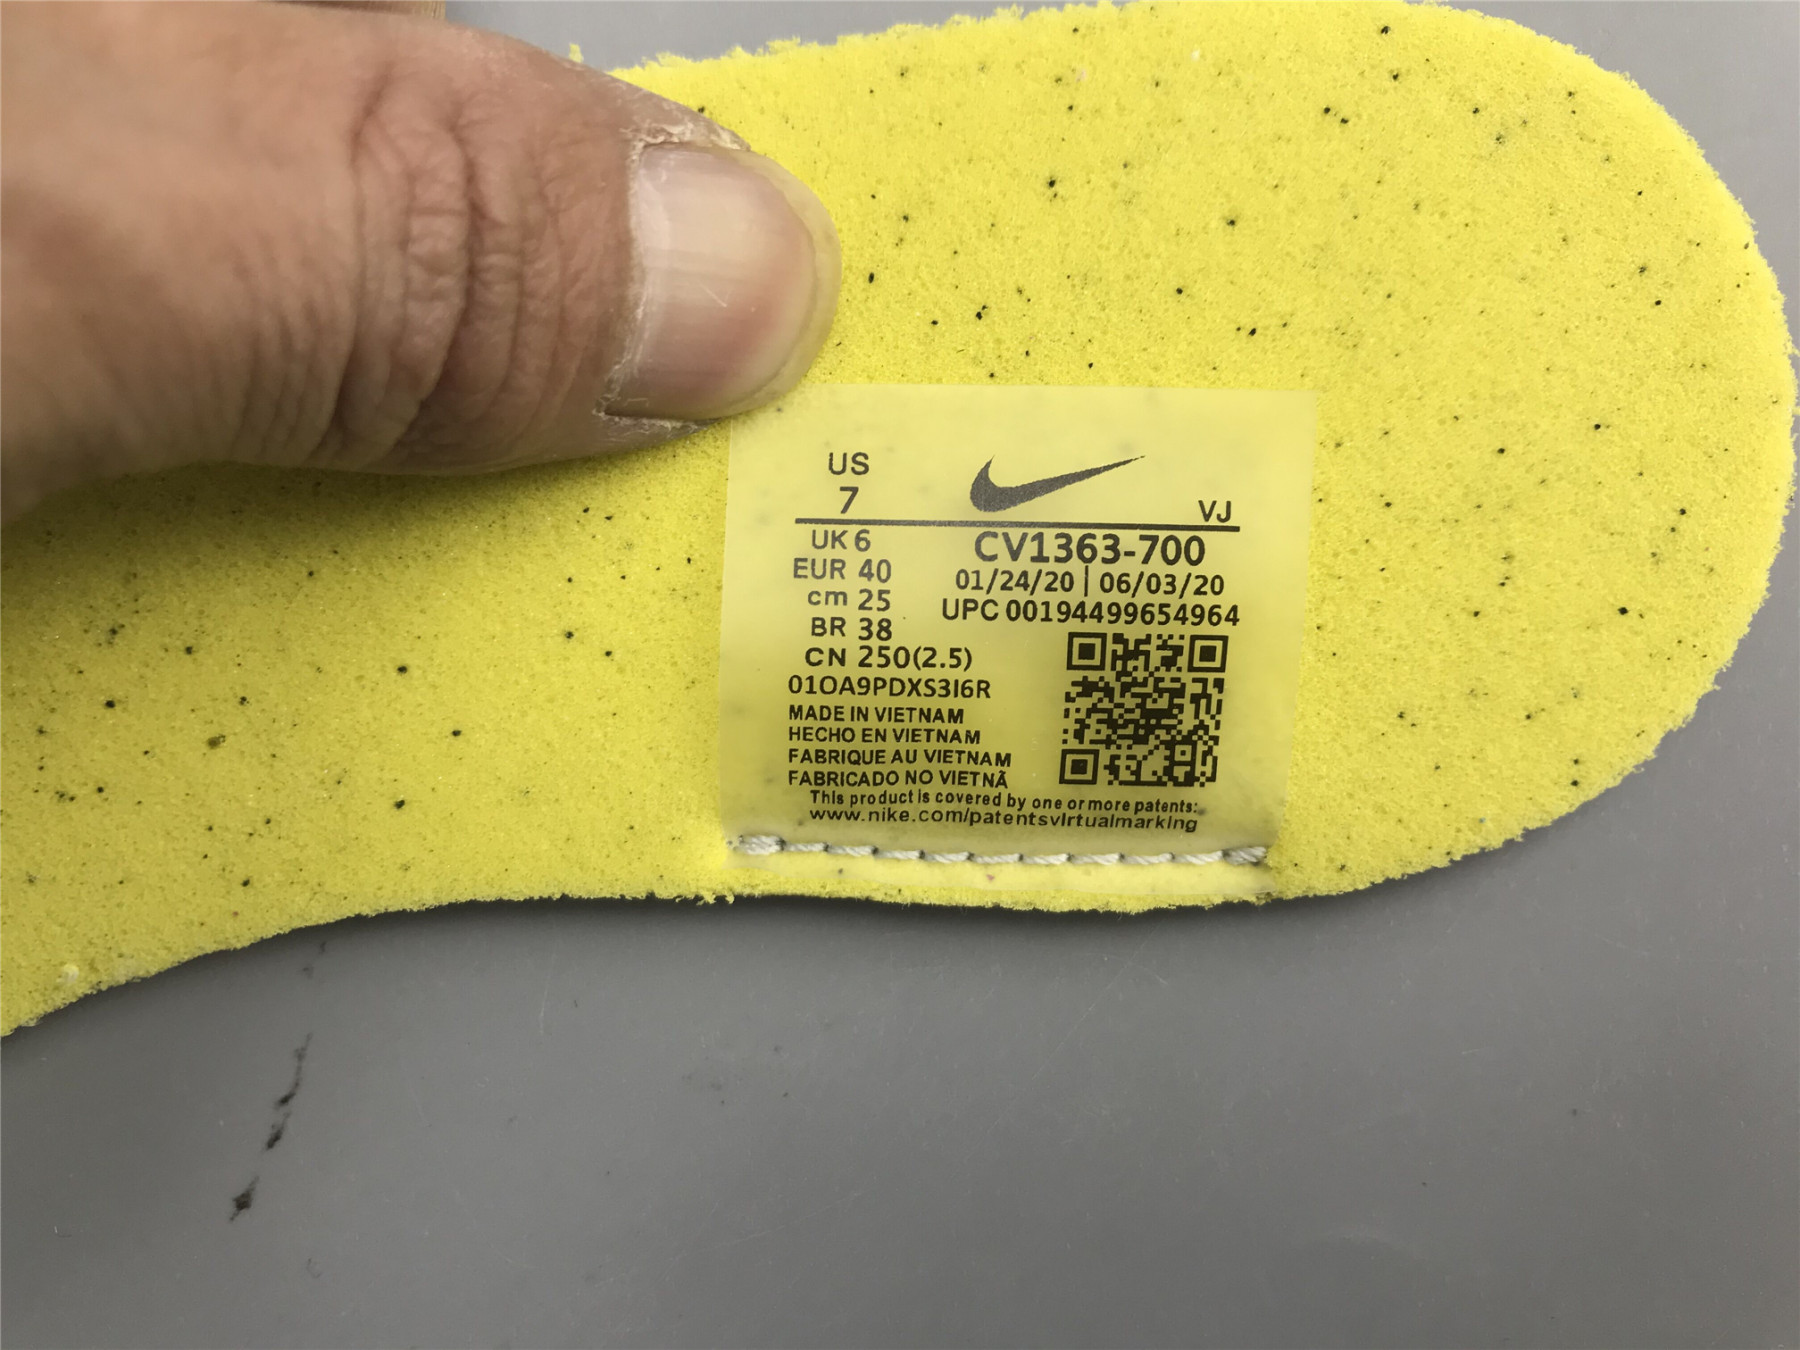 US
7
VJ
UK 6
CV1363-700
EUR 40
01/24/20 | 06/03/20
cm 25
UPC 00194499654964
BR 38
CN 250(2.5)
01OA9PDXS3I6R
MADE IN VIETNAM
HECHO EN VIETNAM
FABRIQUE AU VIETNAM
FABRICADO NO VIETNÃ
This product is covered by one or more patents:
www.nike.com/patentsvirtualmarking